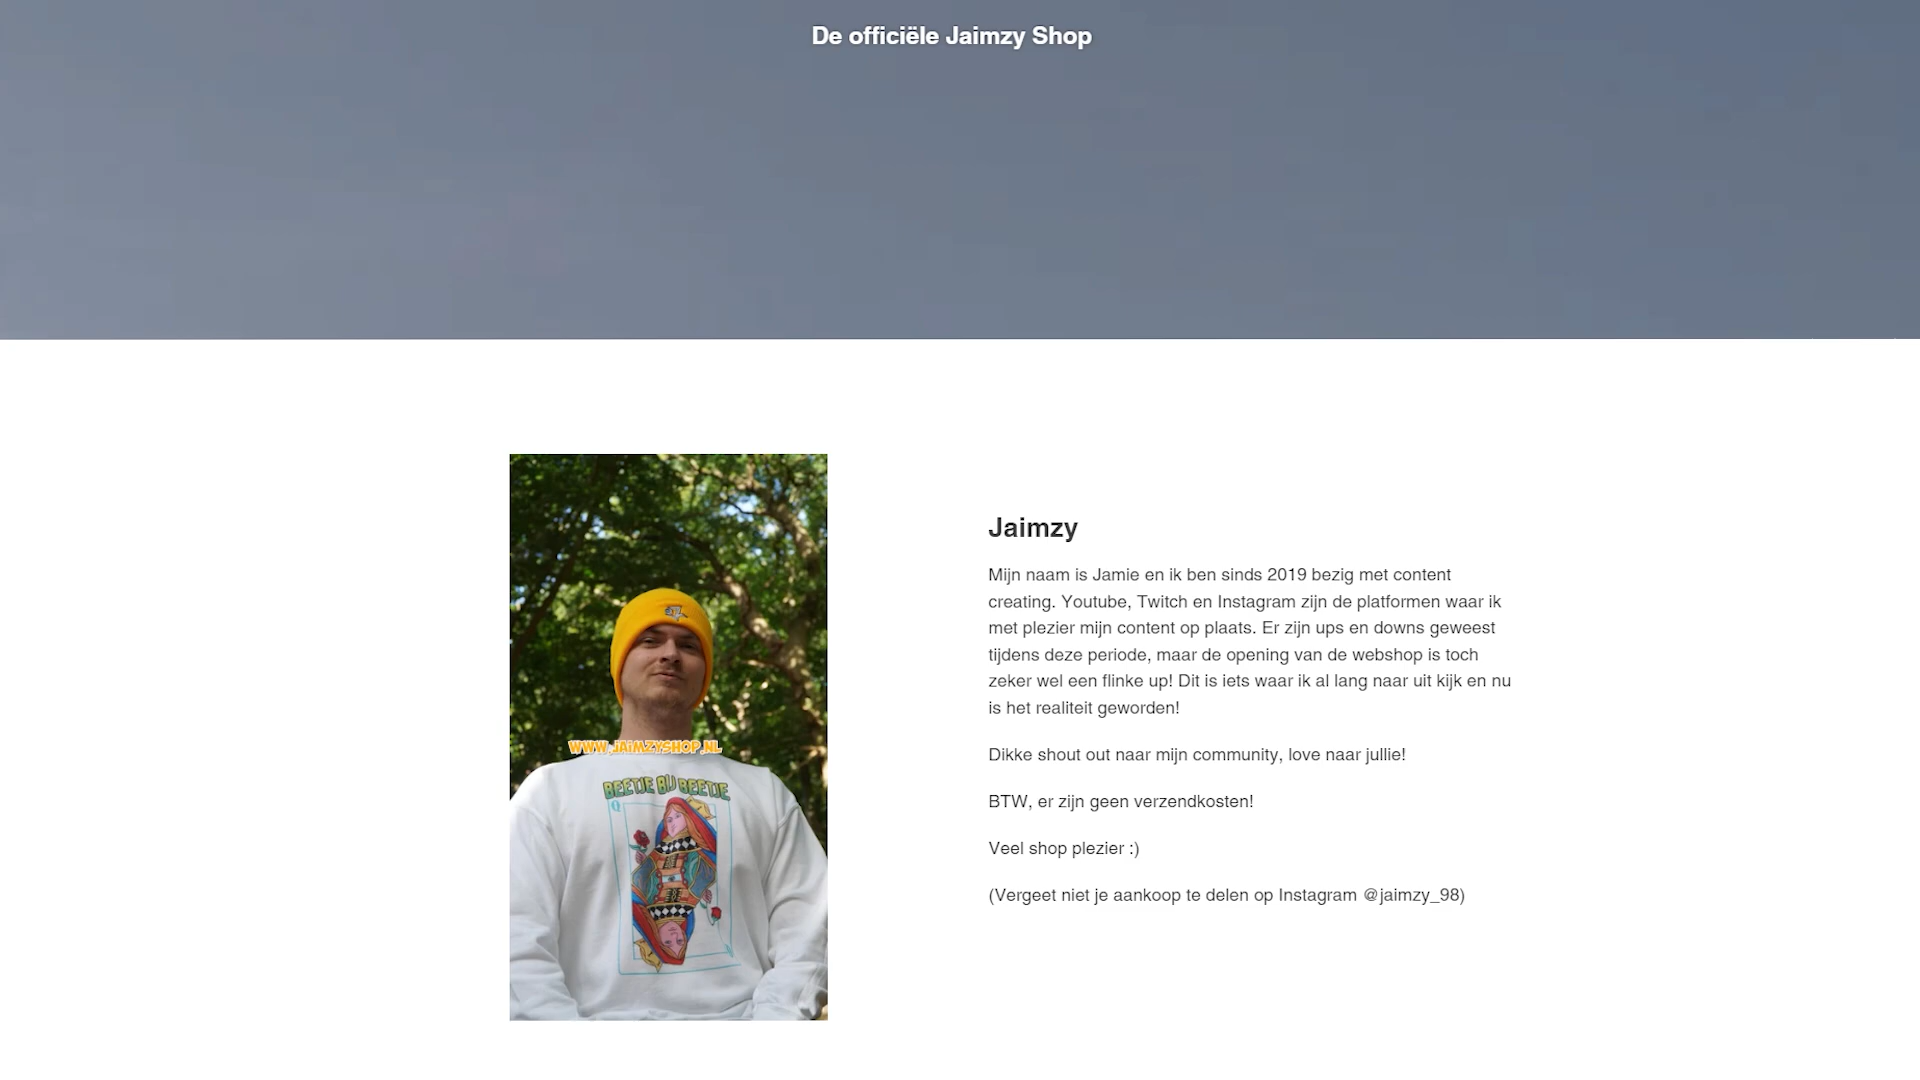 De officiële Jaimzy Shop
Jaimzy
Mijn naam is Jamie en ik ben sinds 2019 bezig met content
creating. Youtube, Twitch en Instagram zijn de platformen waar ik
met plezier mijn content op plaats. Er zijn ups en downs geweest
tijdens deze periode, maar de opening van de webshop is toch
zeker wel een flinke up! Dit is iets waar ik al lang naar uit kijk en nu
is het realiteit geworden!
Dikke shout out naar mijn community, love naar jullie!
BTW, er zijn geen verzendkosten!
Veel shop plezier :)
(Vergeet niet je aankoop te delen op Instagram @jaimzy_98)
WWW.JAIMZYSHOP.NL
BEETJE BIJ BEETJE
Q